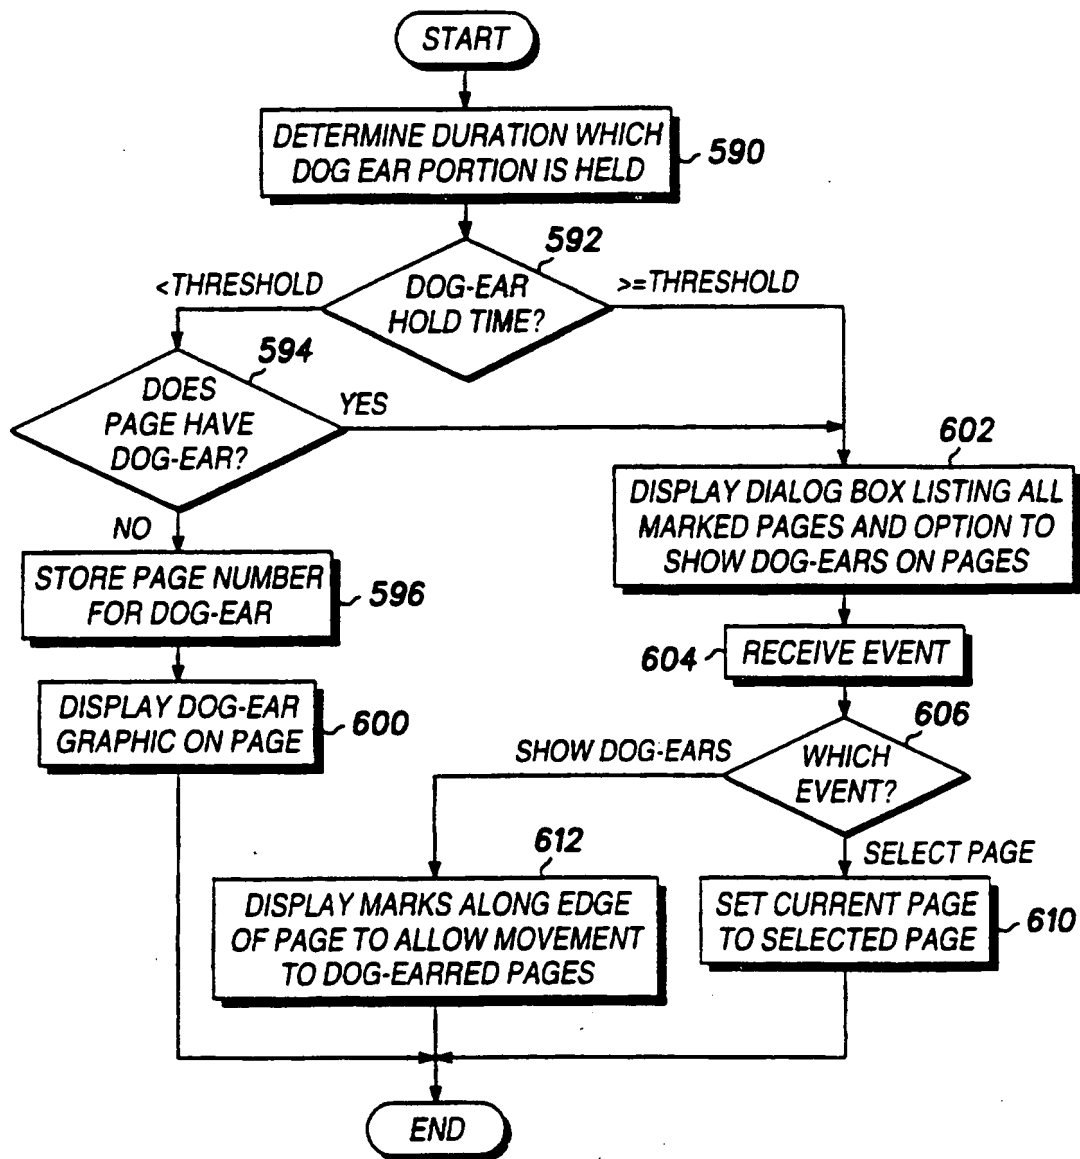 START
DETERMINE DURATION WHICH
DOG EAR PORTION IS HELD
590
592
<THRESHOLD
DOG-EAR
HOLD TIME?
>=THRESHOLD
594
DOES
PAGE HAVE
DOG-EAR?
YES
NO
602
DISPLAY DIALOG BOX LISTING ALL
MARKED PAGES AND OPTION TO
SHOW DOG-EARS ON PAGES
STORE PAGE NUMBER
FOR DOG-EAR
596
604
RECEIVE EVENT
DISPLAY DOG-EAR
GRAPHIC ON PAGE
600
606
SHOW DOG-EARS
WHICH
EVENT?
SELECT PAGE
612
DISPLAY MARKS ALONG EDGE
OF PAGE TO ALLOW MOVEMENT
TO DOG-EARRED PAGES
SET CURRENT PAGE
TO SELECTED PAGE
610
END